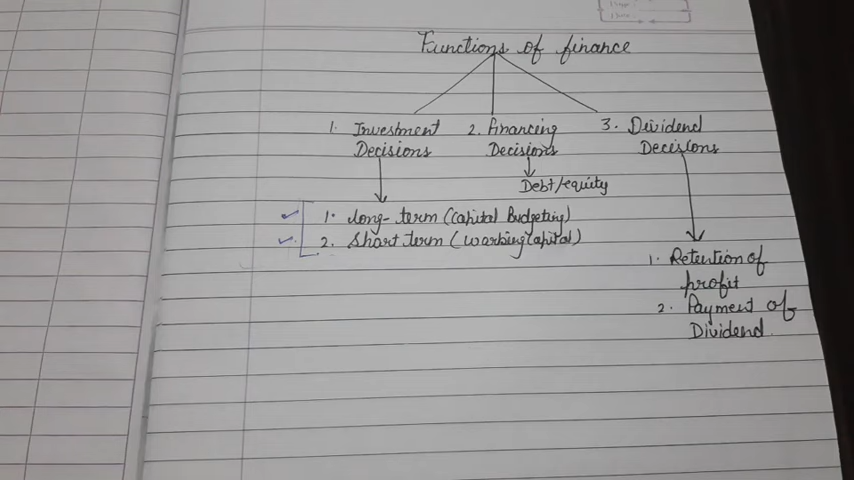 Functions of finance
1. Investment Decisions
2. Financing Decisions
3. Dividend Decisions
Debt/equity
1. Long-term (Capital Budgeting)
2. Short term (Working Capital)
1. Retention of
profit
2. Payment of
Dividend